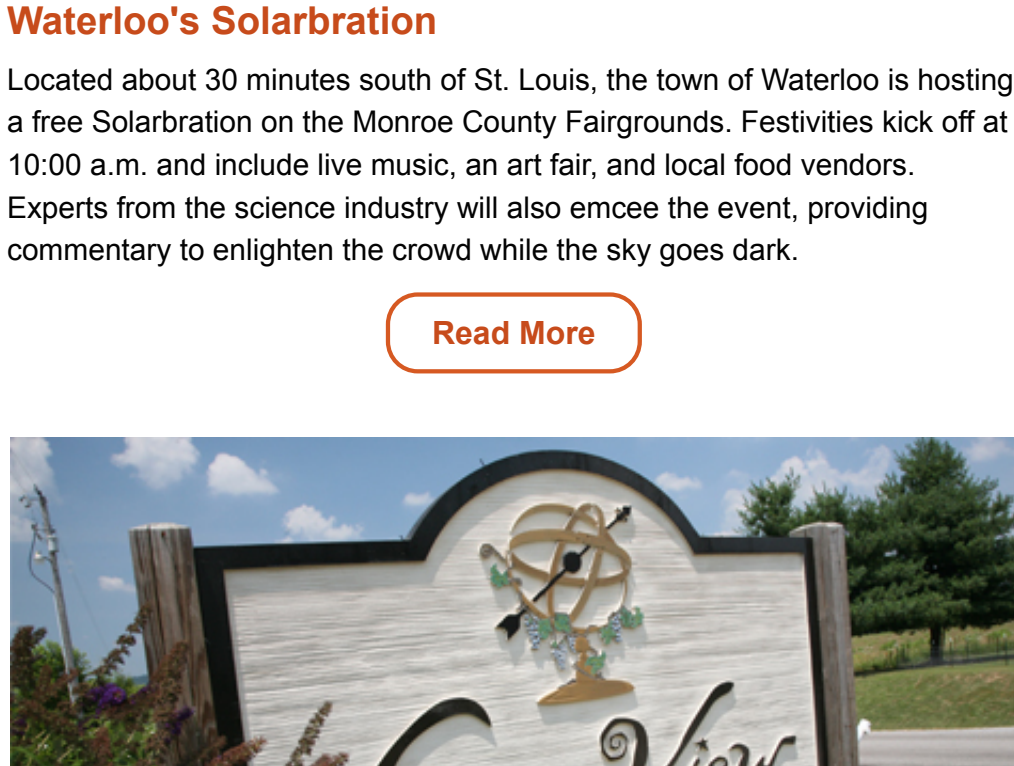 Waterloo's Solarbration
Located about 30 minutes south of St. Louis, the town of Waterloo is hosting
a free Solarbration on the Monroe County Fairgrounds. Festivities kick off at
10:00 a.m. and include live music, an art fair, and local food vendors.
Experts from the science industry will also emcee the event, providing
commentary to enlighten the crowd while the sky goes dark.
Read More
View